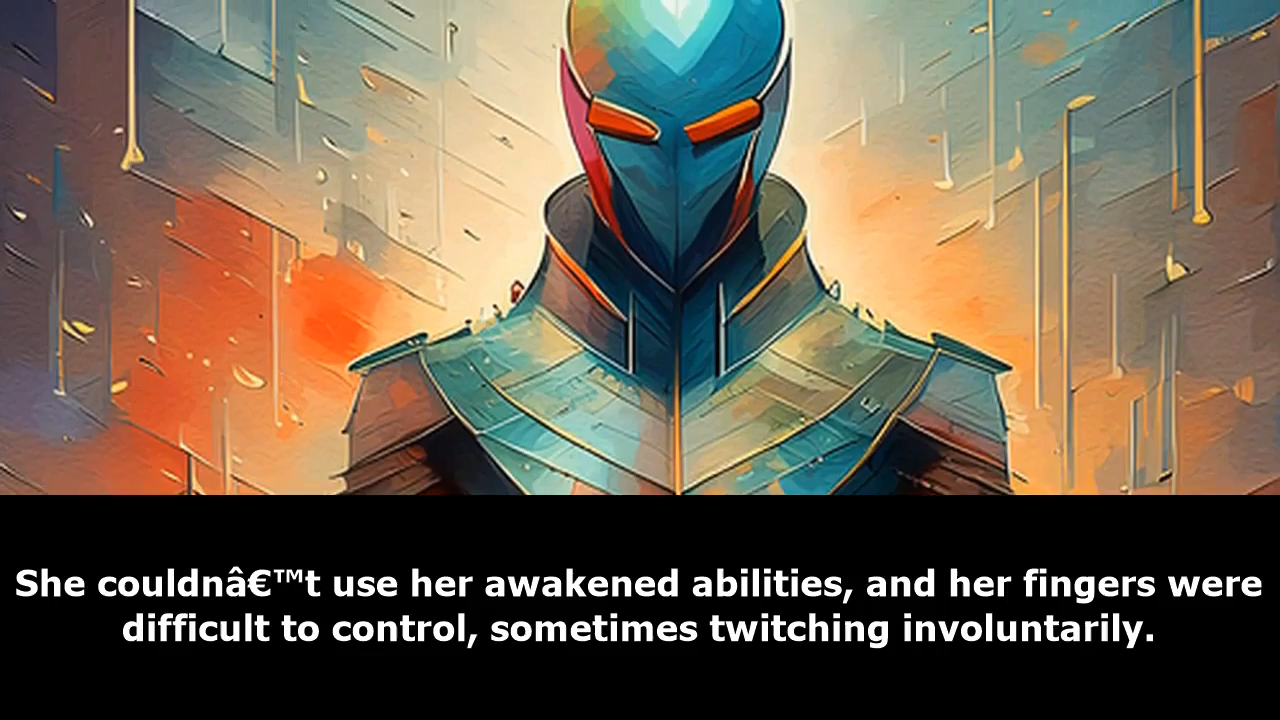 She couldnâ€™t use her awakened abilities, and her fingers were
difficult to control, sometimes twitching involuntarily.